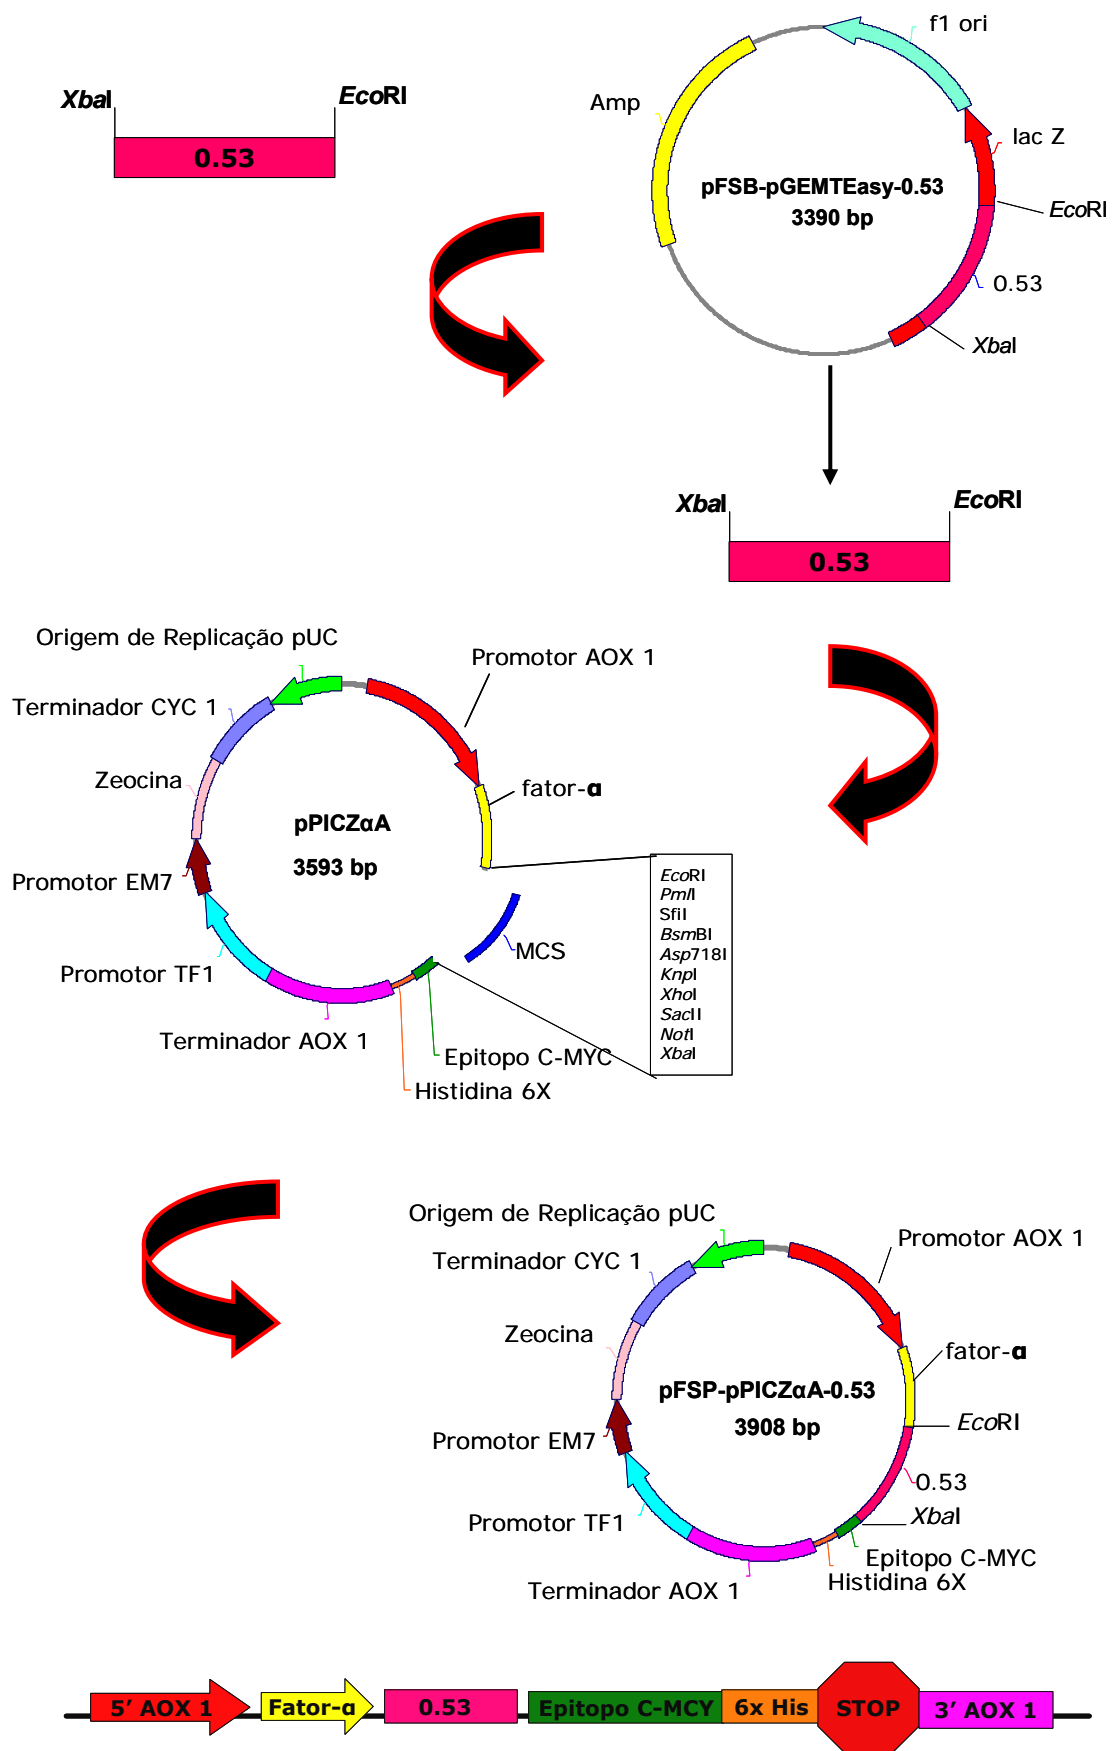 XbaI
EcoRI
0.53
f1 ori
Amp
lac Z
pFSB-pGEMTEasy-0.53
3390 bp
EcoRI
0.53
XbaI
XbaI
EcoRI
0.53
Origem de Replicação pUC
Promotor AOX 1
Terminador CYC 1
Zeocina
fator-α
pPICZαA
3593 bp
Promotor EM7
EcoRI
PmlI
SfiI
BsmBI
Asp718I
KnpI
XhoI
SacII
NotI
XbaI
MCS
Promotor TF1
Terminador AOX 1
Epitopo C-MYC
Histidina 6X
Origem de Replicação pUC
Promotor AOX 1
Terminador CYC 1
Zeocina
fator-α
pFSP-pPICZαA-0.53
3908 bp
EcoRI
Promotor EM7
0.53
XbaI
Promotor TF1
Epitopo C-MYC
Histidina 6X
Terminador AOX 1
5’ AOX 1 Fator-α 0.53 Epitopo C-MCY 6x His STOP 3’ AOX 1